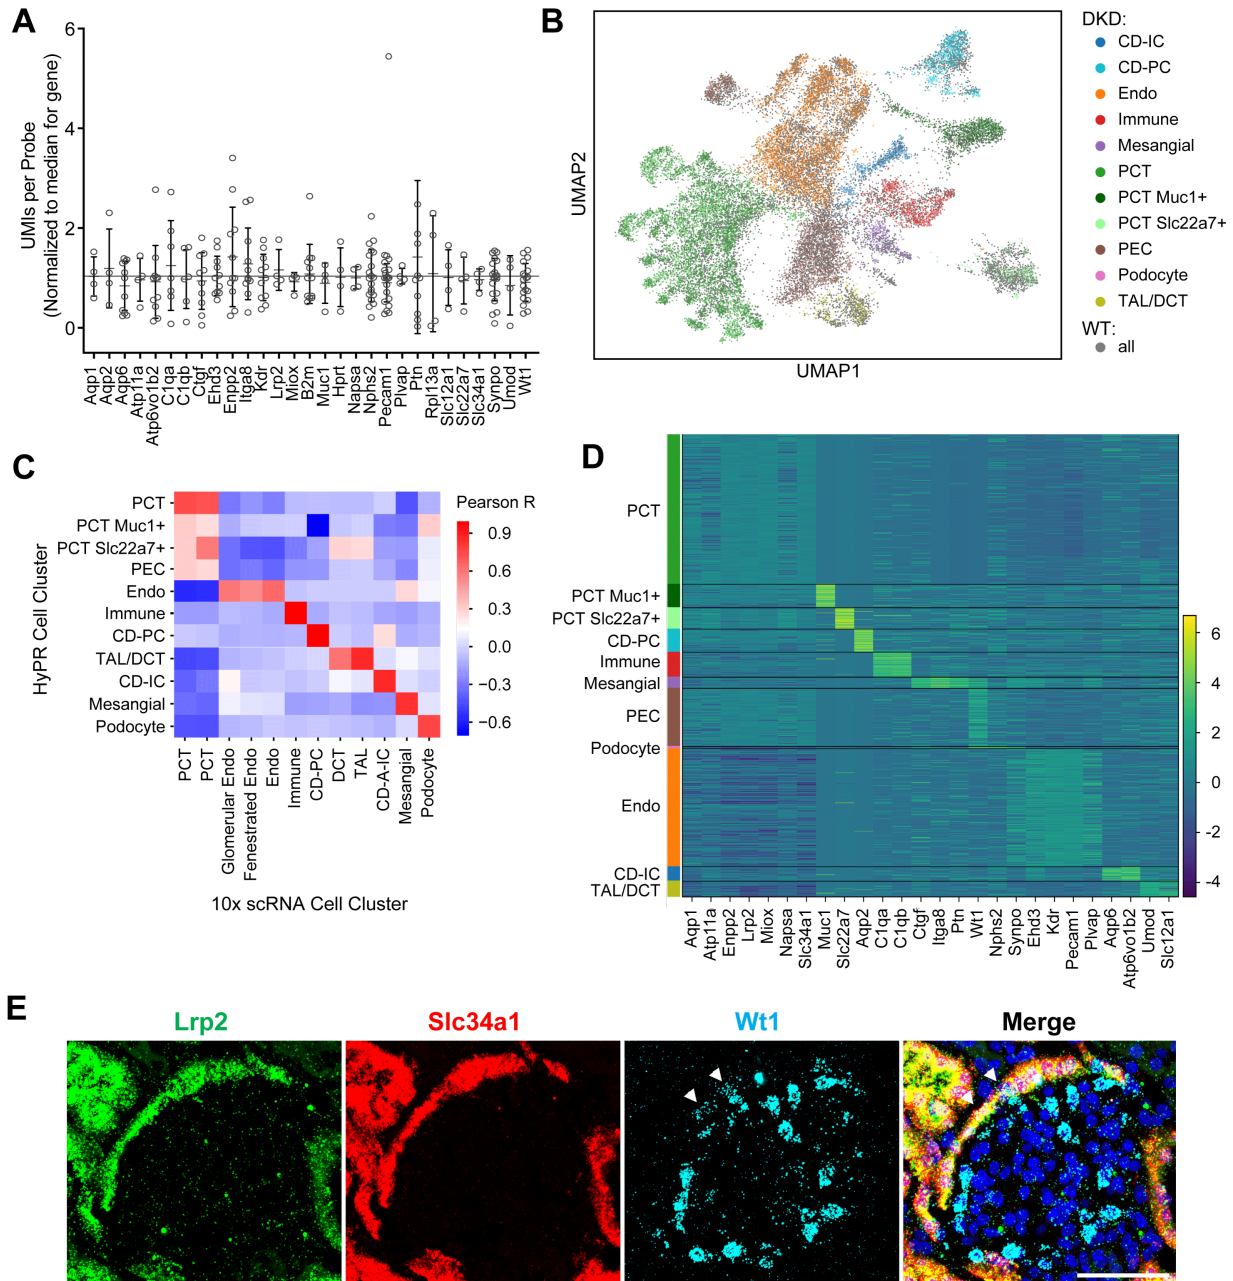 A
UMIs per Probe
(Normalized to median for gene)
6
4
2
0
Aqp1
Aqp2
Aqp6
Atp11a
Atp6vo1b2
C1qa
C1qb
Ctgf
Ehd3
Enpp2
Itga8
Kdr
Lrp2
Miox
B2m
Muc1
Hprt
Napsa
Nphs2
Pecam1
Plvap
Ptn
Rpl13a
Slc12a1
Slc22a7
Slc34a1
Synpo
Umod
Wt1
B
UMAP2
UMAP1
DKD:
CD-IC
CD-PC
Endo
Immune
Mesangial
PCT
PCT Muc1+
PCT Slc22a7+
PEC
Podocyte
TAL/DCT
WT:
all
C
HyPR Cell Cluster
PCT
PCT Muc1+
PCT Slc22a7+
PEC
Endo
Immune
CD-PC
TAL/DCT
CD-IC
Mesangial
Podocyte
PCT
PCT
Glomerular Endo
Fenestrated Endo
Endo
Immune
CD-PC
DCT
TAL
CD-A-IC
Mesangial
Podocyte
10x scRNA Cell Cluster
Pearson R
0.9
0.6
0.3
0.0
−0.3
−0.6
D
PCT
PCT Muc1+
PCT Slc22a7+
CD-PC
Immune
Mesangial
PEC
Podocyte
Endo
CD-IC
TAL/DCT
Aqp1
Atp11a
Enpp2
Lrp2
Miox
Napsa
Slc34a1
Muc1
Slc22a7
Aqp2
C1qa
C1qb
Ctgf
Itga8
Ptn
Wt1
Nphs2
Synpo
Ehd3
Kdr
Pecam1
Plvap
Aqp6
Atp6vo1b2
Umod
Slc12a1
6
4
2
0
-2
-4
E
Lrp2
Slc34a1
Wt1
Merge